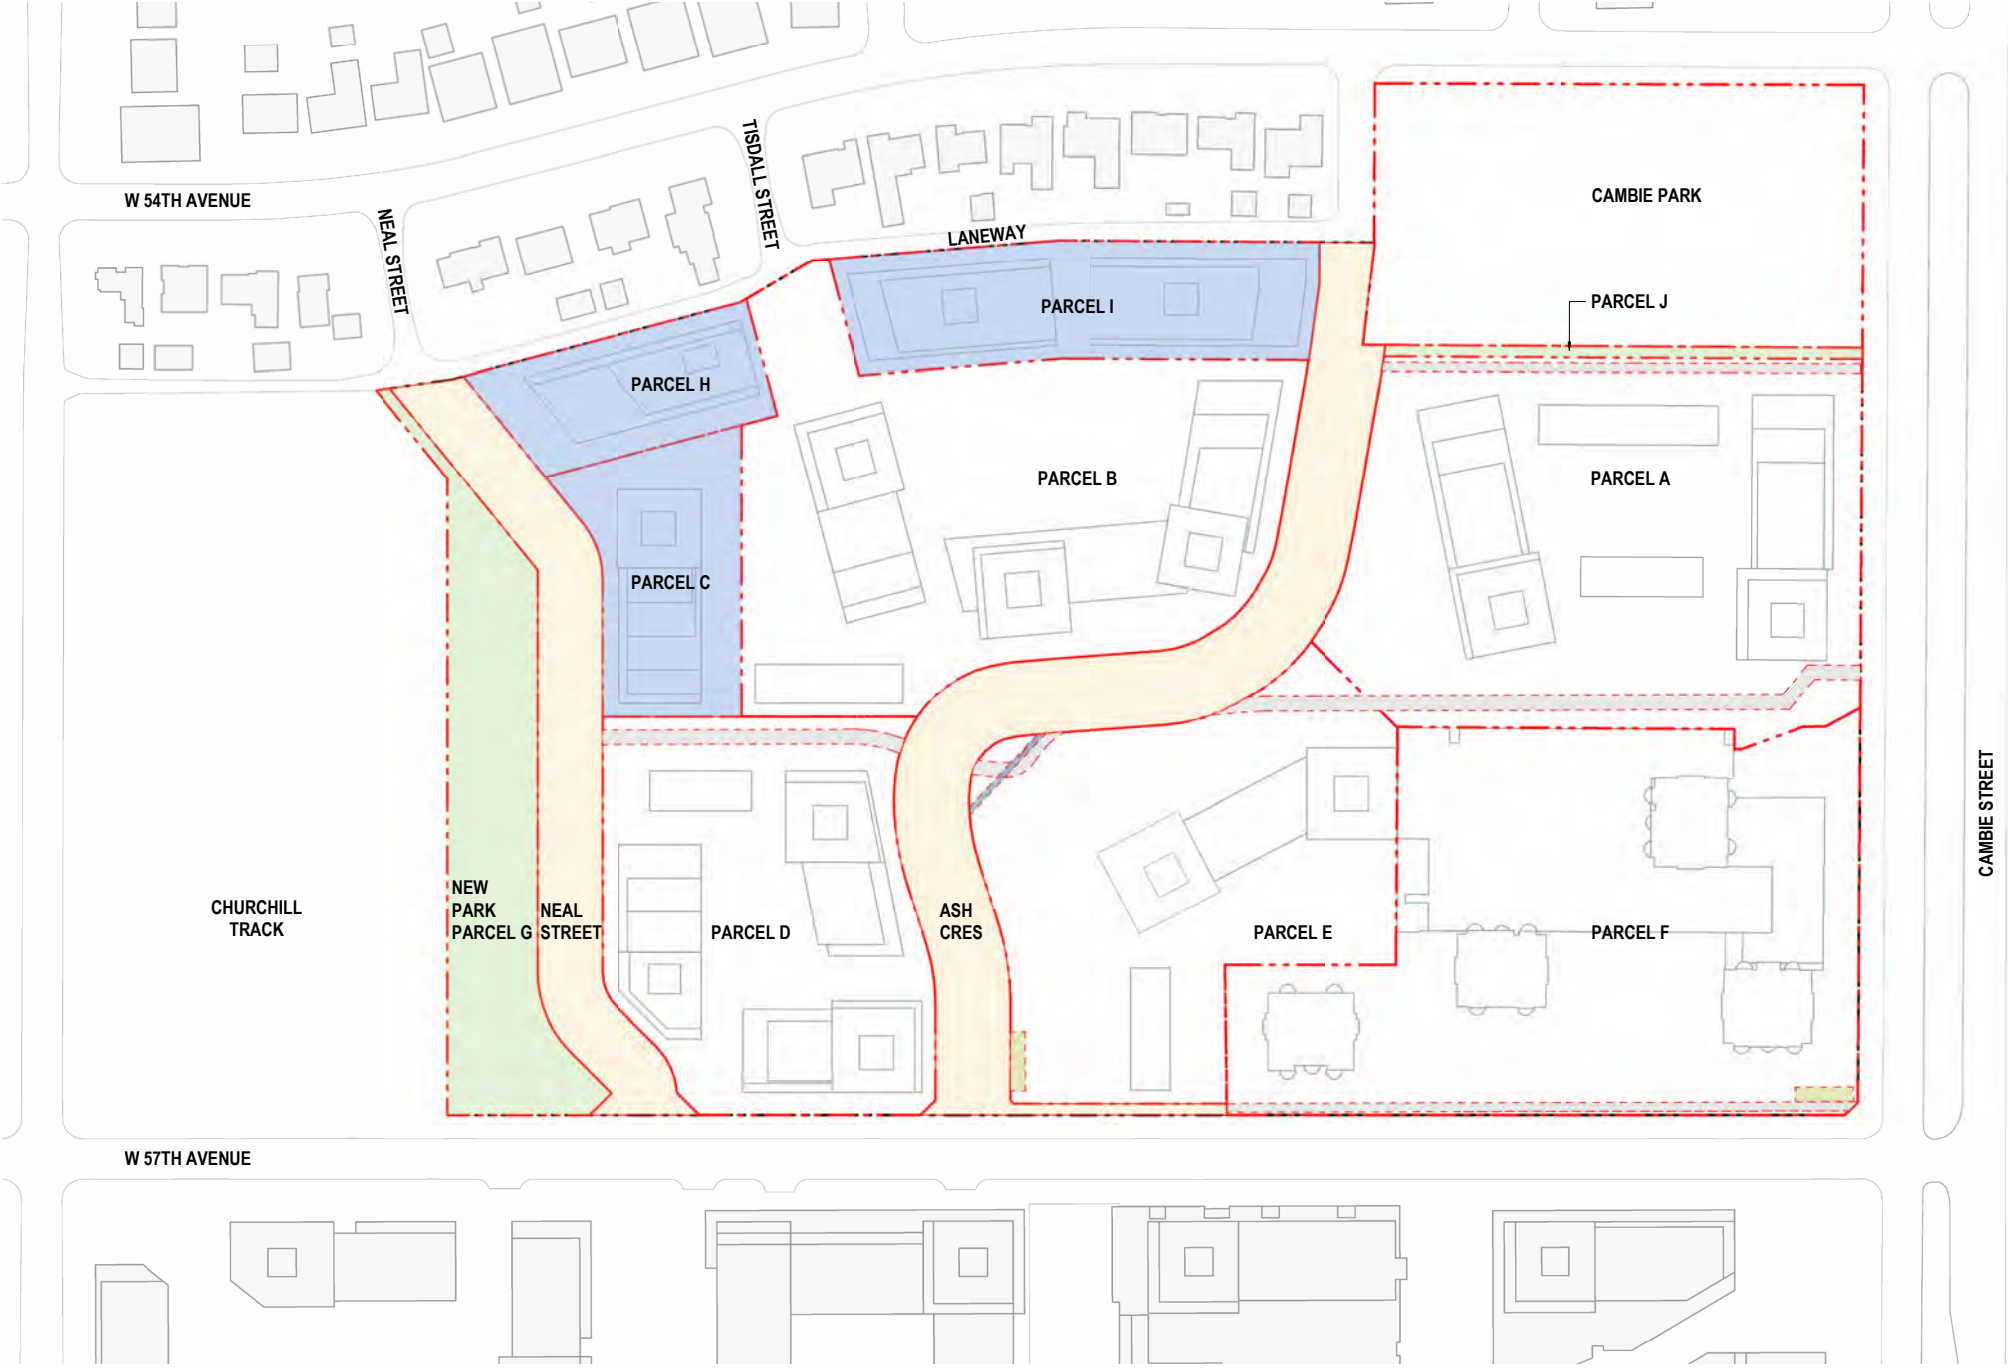 W 54TH AVENUE
NEAL STREET
TISDALL STREET
LANEWAY
CAMBIE PARK
PARCEL J
PARCEL I
PARCEL H
PARCEL B
PARCEL A
PARCEL C
CAMBIE STREET
CHURCHILL
TRACK
NEW
PARK
PARCEL G
NEAL
STREET
PARCEL D
ASH
CRES
PARCEL E
PARCEL F
W 57TH AVENUE